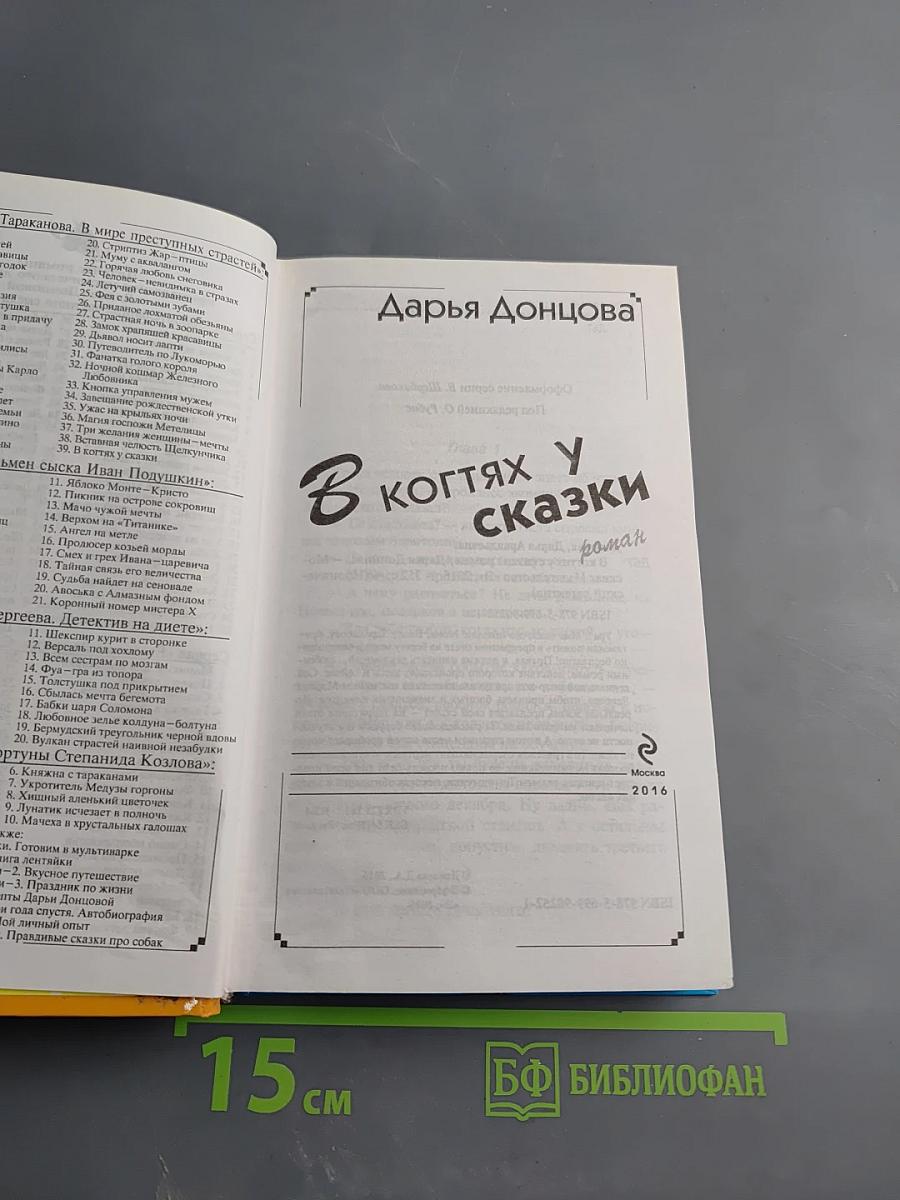 Тараканова. В мире преступных страстей»:
20. Стриптиз Жар-птицы
21. Муму с аквалангом
22. Горячая любовь снеговика
23. Человек-невидимка в стразах
24. Летучий самозванец
25. Фея с золотыми зубами
26. Приданое лохматой обезьяны
27. Страстная ночь в зоопарке
28. Замок храпящей красавицы
29. Дьявол носит лапти
30. Путеводитель по Лукоморью
31. Фанатка голого короля
32. Ночной кошмар Железного
Любовника
33. Кнопка управления мужем
34. Завещание рождественской утки
35. Ужас на крыльях ночи
36. Магия госпожи Метелицы
37. Три желания женщины-мечты
38. Вставная челюсть Щелкунчика
39. В когтях у сказки
сыска Иван Подушкин»:
11. Яблоко Монте-Кристо
12. Пикник на острове сокровищ
13. Мачо чужой мечты
14. Верхом на «Титанике»
15. Ангел на метле
16. Продюсер козьей морды
17. Смех и грех Ивана-царевича
18. Тайная связь его величества
19. Судьба найдет на сеновале
20. Авоська с Алмазным фондом
21. Коронный номер мистера Х
ергеева. Детектив на диете»:
11. Шекспир курит в сторонке
12. Версаль под хохлому
13. Всем сестрам по мозгам
14. Фуа-гра из топора
15. Толстушка под прикрытием
16. Сбылась мечта бегемота
17. Бабки царя Соломона
18. Любовное зелье колдуна-болтуна
19. Бермудский треугольник черной вдовы
20. Вулкан страстей наивной незабудки
ортуны Степанида Козлова»:
6. Княжна с тараканами
7. Укротитель Медузы горгоны
8. Хищный аленький цветочек
9. Лунатик исчезает в полночь
10. Мачеха в хрустальных галошах
кже:
Готовим в мультиварке
лентяйки
-2. Вкусное путешествие
-3. Праздник по жизни
Дарьи Донцовой
года спустя. Автобиография
Мой личный опыт
Правдивые сказки про собак
Дарья Донцова
В когтях у
сказки
роман
Москва
2016
15 см
БФ БИБЛИОФАН